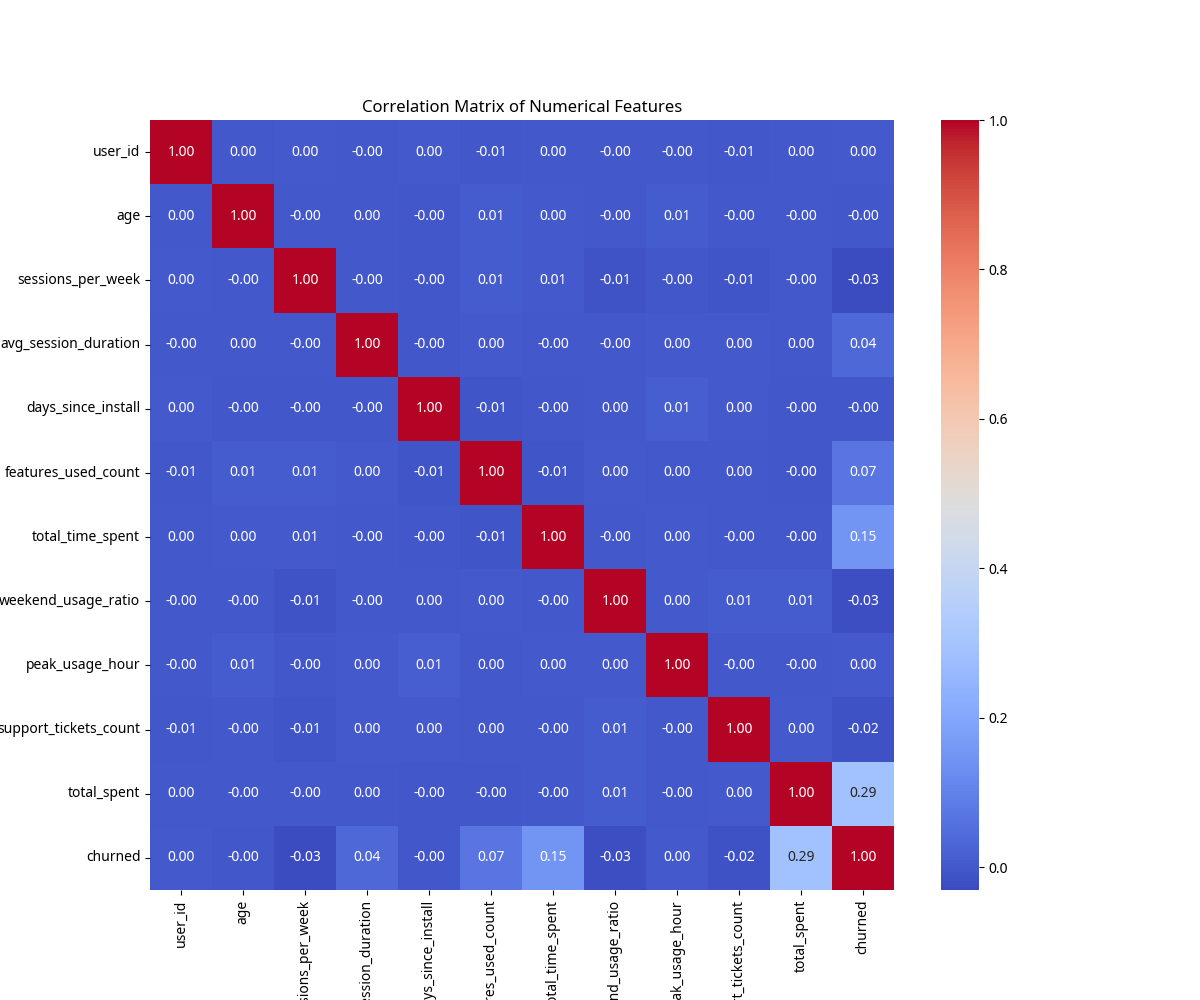 Correlation Matrix of Numerical Features
user_id 1.00 0.00 0.00 -0.00 0.00 -0.01 0.00 -0.00 -0.00 -0.01 0.00 0.00
age 0.00 1.00 -0.00 0.00 -0.00 0.01 0.00 -0.00 0.01 -0.00 -0.00 -0.00
sessions_per_week 0.00 -0.00 1.00 -0.00 -0.00 0.01 0.01 -0.01 -0.00 -0.01 -0.00 -0.03
avg_session_duration -0.00 0.00 -0.00 1.00 -0.00 0.00 -0.00 -0.00 0.00 0.00 0.00 0.04
days_since_install 0.00 -0.00 -0.00 -0.00 1.00 -0.01 -0.00 0.00 0.01 0.00 -0.00 -0.00
features_used_count -0.01 0.01 0.01 0.00 -0.01 1.00 -0.01 0.00 0.00 0.00 -0.00 0.07
total_time_spent 0.00 0.00 0.01 -0.00 -0.00 -0.01 1.00 -0.00 0.00 -0.00 -0.00 0.15
weekend_usage_ratio -0.00 -0.00 -0.01 -0.00 0.00 0.00 -0.00 1.00 0.00 0.01 0.01 -0.03
peak_usage_hour -0.00 0.01 -0.00 0.00 0.01 0.00 0.00 0.00 1.00 -0.00 -0.00 0.00
support_tickets_count -0.01 -0.00 -0.01 0.00 0.00 0.00 -0.00 0.01 -0.00 1.00 0.00 -0.02
total_spent 0.00 -0.00 -0.00 0.00 -0.00 -0.00 -0.00 0.01 -0.00 0.00 1.00 0.29
churned 0.00 -0.00 -0.03 0.04 -0.00 0.07 0.15 -0.03 0.00 -0.02 0.29 1.00
user_id
age
sions_per_week
ession_duration
ys_since_install
res_used_count
otal_time_spent
nd_usage_ratio
ak_usage_hour
rt_tickets_count
total_spent
churned
1.0
0.8
0.6
0.4
0.2
0.0